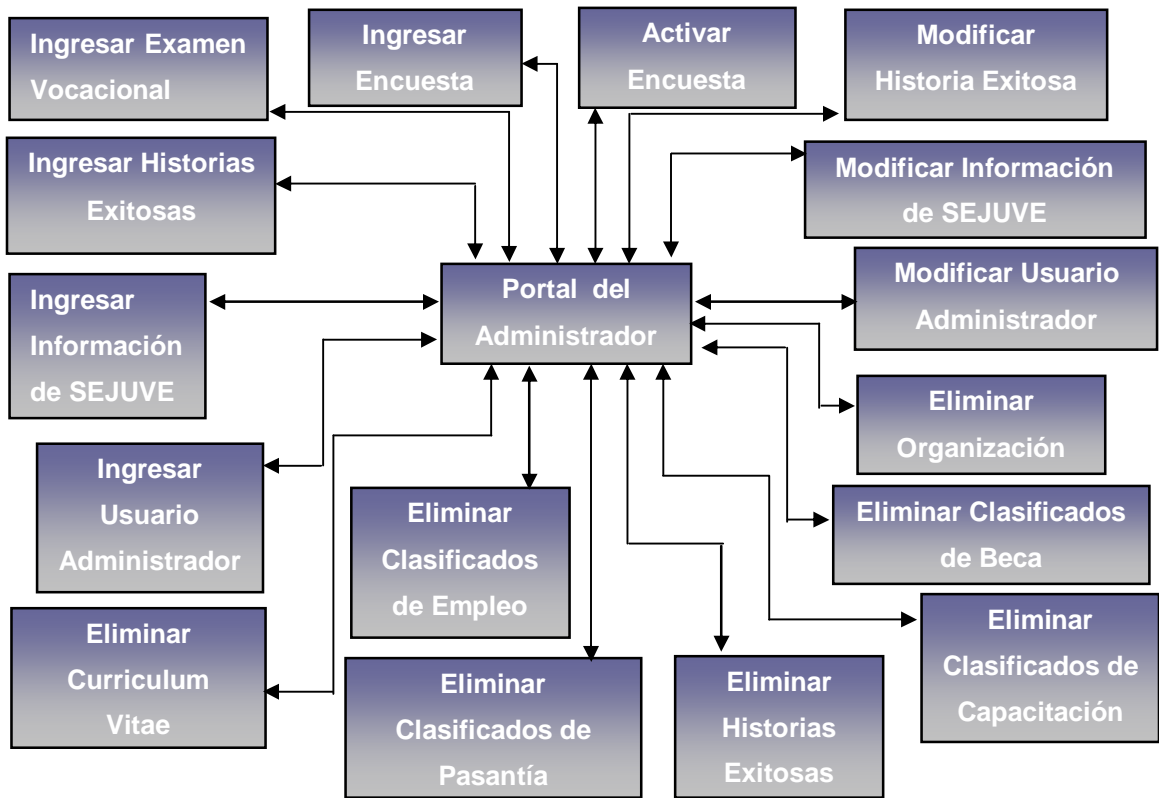 Ingresar Examen
Vocacional
Ingresar
Encuesta
Activar
Encuesta
Modificar
Historia Exitosa
Ingresar Historias
Exitosas
Modificar Información
de SEJUVE
Ingresar
Información
de SEJUVE
Portal del
Administrador
Modificar Usuario
Administrador
Eliminar
Organización
Ingresar
Usuario
Administrador
Eliminar
Clasificados
de Empleo
Eliminar Clasificados
de Beca
Eliminar
Curriculum
Vitae
Eliminar
Clasificados de
Pasantía
Eliminar
Historias
Exitosas
Eliminar
Clasificados de
Capacitación